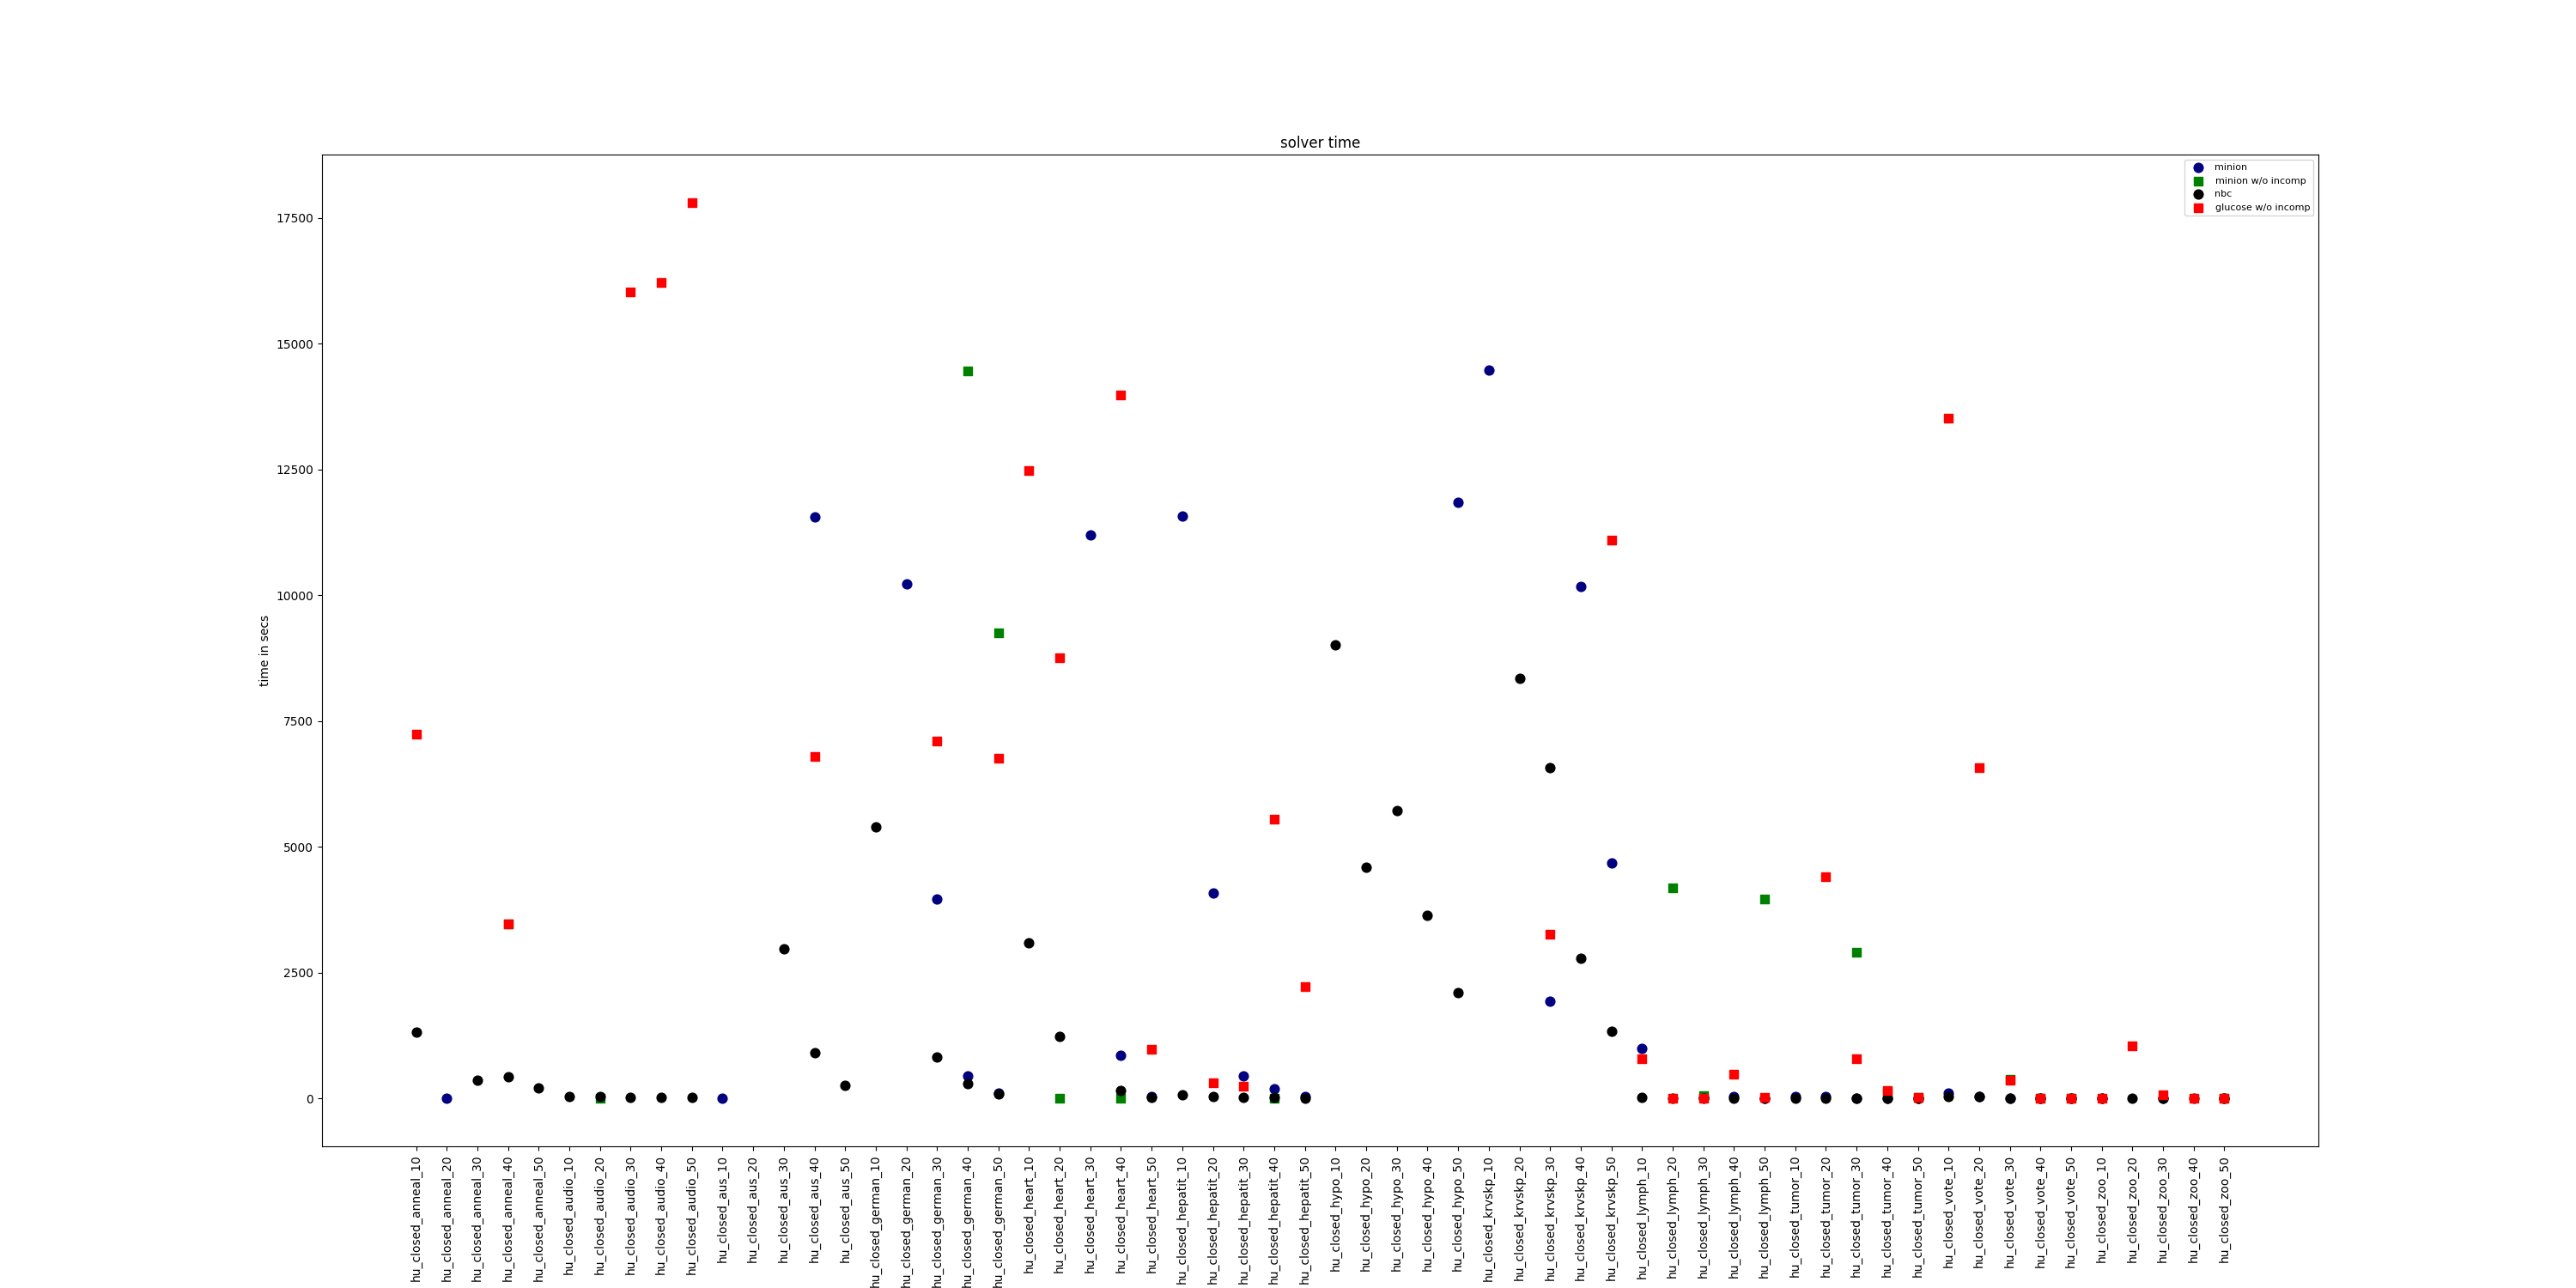 solver time
minion
minion w/o incomp
nbc
glucose w/o incomp
time in secs
17500
15000
12500
10000
7500
5000
2500
0
hu_closed_anneal_10
hu_closed_anneal_20
hu_closed_anneal_30
hu_closed_anneal_40
hu_closed_anneal_50
hu_closed_audio_10
hu_closed_audio_20
hu_closed_audio_30
hu_closed_audio_40
hu_closed_audio_50
hu_closed_aus_10
hu_closed_aus_20
hu_closed_aus_30
hu_closed_aus_40
hu_closed_aus_50
hu_closed_german_10
hu_closed_german_20
hu_closed_german_30
hu_closed_german_40
hu_closed_german_50
hu_closed_heart_10
hu_closed_heart_20
hu_closed_heart_30
hu_closed_heart_40
hu_closed_heart_50
hu_closed_hepatit_10
hu_closed_hepatit_20
hu_closed_hepatit_30
hu_closed_hepatit_40
hu_closed_hepatit_50
hu_closed_hypo_10
hu_closed_hypo_20
hu_closed_hypo_30
hu_closed_hypo_40
hu_closed_hypo_50
hu_closed_krvskp_10
hu_closed_krvskp_20
hu_closed_krvskp_30
hu_closed_krvskp_40
hu_closed_krvskp_50
hu_closed_lymph_10
hu_closed_lymph_20
hu_closed_lymph_30
hu_closed_lymph_40
hu_closed_lymph_50
hu_closed_tumor_10
hu_closed_tumor_20
hu_closed_tumor_30
hu_closed_tumor_40
hu_closed_tumor_50
hu_closed_vote_10
hu_closed_vote_20
hu_closed_vote_30
hu_closed_vote_40
hu_closed_vote_50
hu_closed_zoo_10
hu_closed_zoo_20
hu_closed_zoo_30
hu_closed_zoo_40
hu_closed_zoo_50